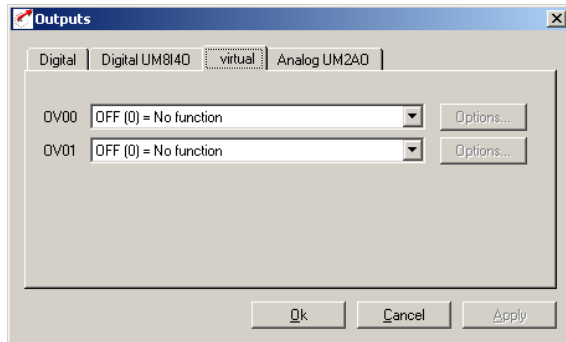 Outputs
Digital Digital UM8I4O virtual Analog UM2AO
OV00 OFF (0) = No function Options...
OV01 OFF (0) = No function Options...
Ok Cancel Apply